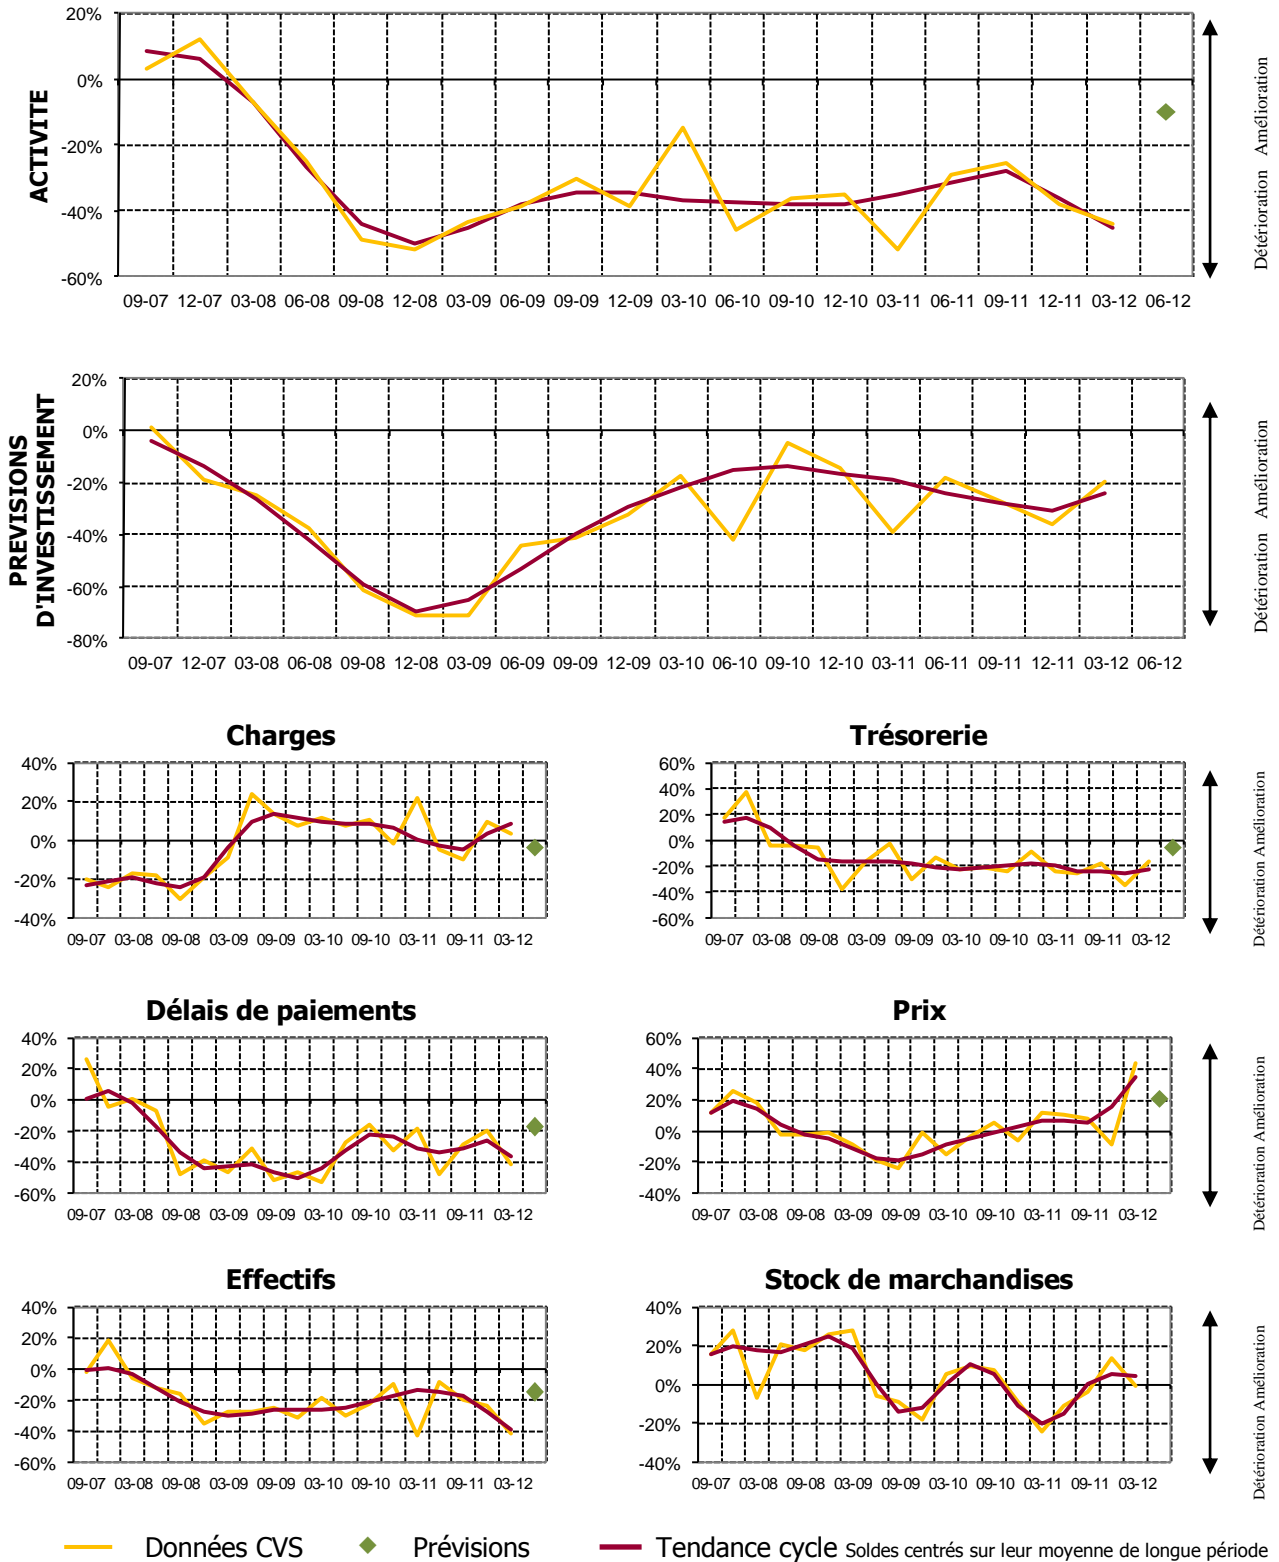 20%
0%
-20%
-40%
-60%
ACTIVITE
09-07 12-07 03-08 06-08 09-08 12-08 03-09 06-09 09-09 12-09 03-10 06-10 09-10 12-10 03-11 06-11 09-11 12-11 03-12 06-12
Détérioration Amélioration
20%
0%
-20%
-40%
-60%
-80%
PREVISIONS
D'INVESTISSEMENT
09-07 12-07 03-08 06-08 09-08 12-08 03-09 06-09 09-09 12-09 03-10 06-10 09-10 12-10 03-11 06-11 09-11 12-11 03-12 06-12
Détérioration Amélioration
Charges
40%
20%
0%
-20%
-40%
09-07 03-08 09-08 03-09 09-09 03-10 09-10 03-11 09-11 03-12
Trésorerie
60%
40%
20%
0%
-20%
-40%
-60%
09-07 03-08 09-08 03-09 09-09 03-10 09-10 03-11 09-11 03-12
Détérioration Amélioration
Délais de paiements
40%
20%
0%
-20%
-40%
-60%
09-07 03-08 09-08 03-09 09-09 03-10 09-10 03-11 09-11 03-12
Prix
60%
40%
20%
0%
-20%
-40%
09-07 03-08 09-08 03-09 09-09 03-10 09-10 03-11 09-11 03-12
Détérioration Amélioration
Effectifs
40%
20%
0%
-20%
-40%
-60%
09-07 03-08 09-08 03-09 09-09 03-10 09-10 03-11 09-11 03-12
Stock de marchandises
40%
20%
0%
-20%
-40%
09-07 03-08 09-08 03-09 09-09 03-10 09-10 03-11 09-11 03-12
Détérioration Amélioration
Données CVS Prévisions Tendance cycle Soldes centrés sur leur moyenne de longue période